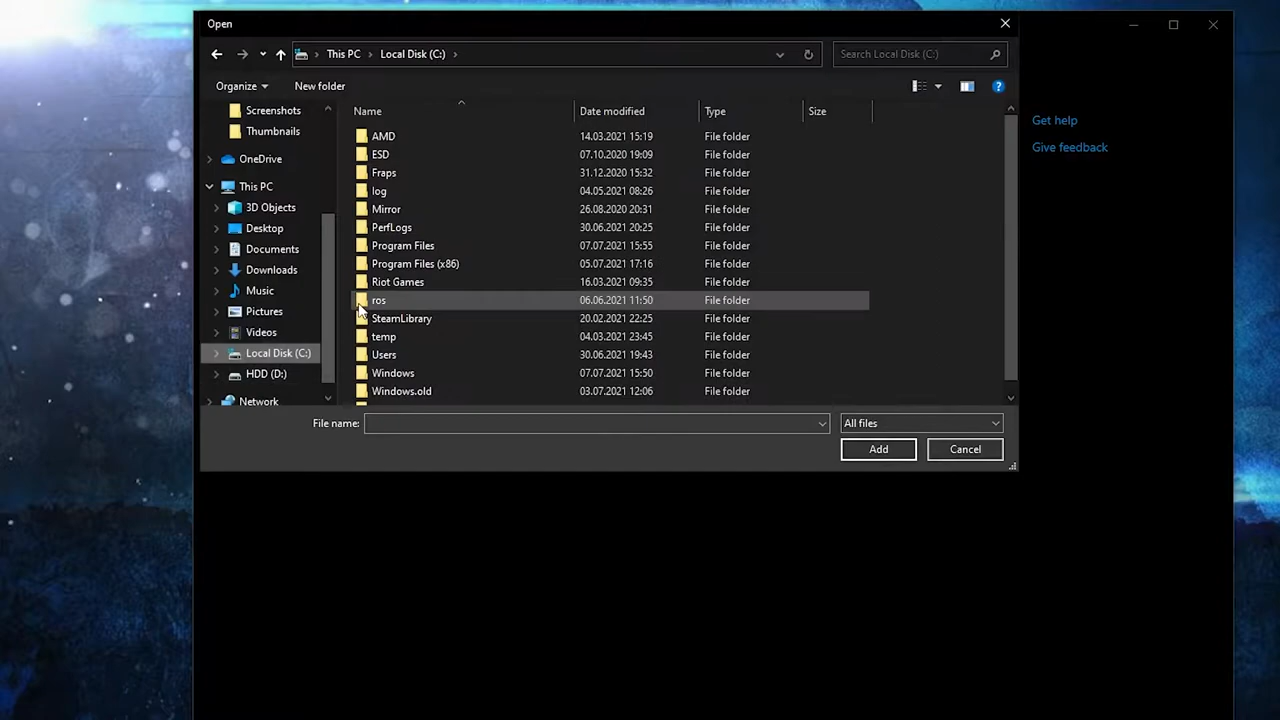 Open
This PC
Local Disk (C:)
Search Local Disk (C:)
Organize
New folder
Screenshots
Thumbnails
OneDrive
This PC
3D Objects
Desktop
Documents
Downloads
Music
Pictures
Videos
Local Disk (C:)
HDD (D:)
Network
Name Date modified Type Size
AMD 14.03.2021 15:19 File folder
ESD 07.10.2020 19:09 File folder
Fraps 31.12.2020 15:32 File folder
log 04.05.2021 08:26 File folder
Mirror 26.08.2020 20:31 File folder
PerfLogs 30.06.2021 20:25 File folder
Program Files 07.07.2021 15:55 File folder
Program Files (x86) 05.07.2021 17:16 File folder
Riot Games 16.03.2021 09:35 File folder
ros 06.06.2021 11:50 File folder
SteamLibrary 20.02.2021 22:25 File folder
temp 04.03.2021 23:45 File folder
Users 30.06.2021 19:43 File folder
Windows 07.07.2021 15:50 File folder
Windows.old 03.07.2021 12:06 File folder
File name:
All files
Add
Cancel
Get help
Give feedback